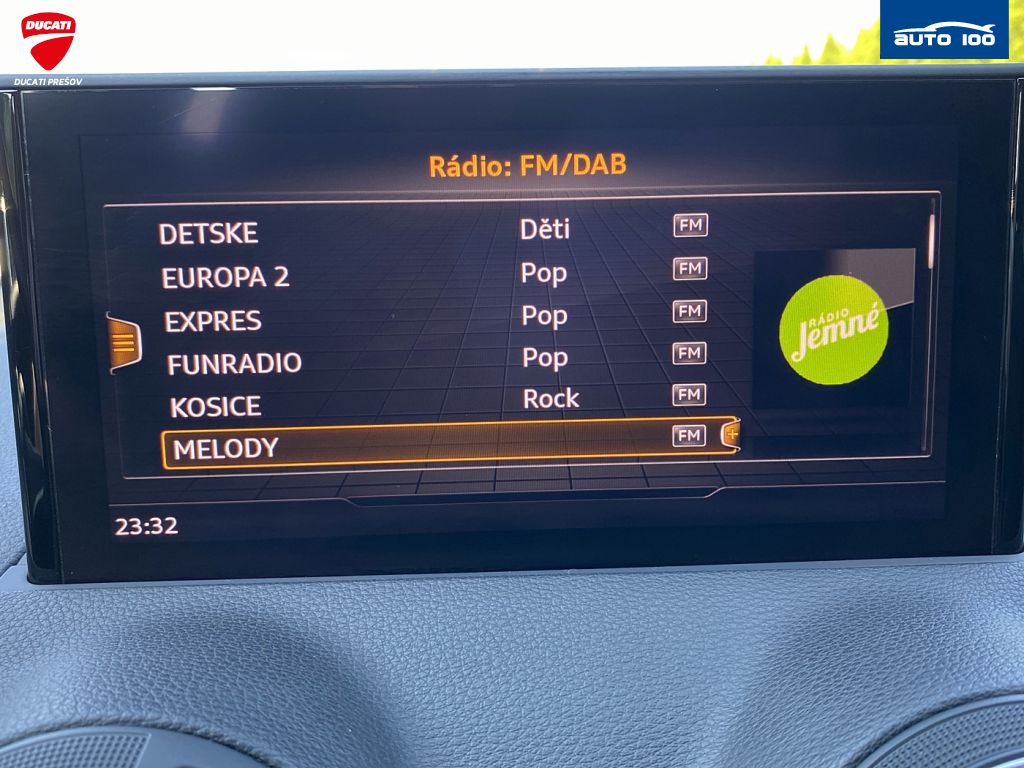 DUCATI
DUCATI PREŠOV
AUTO 100
Rádio: FM/DAB
DETSKE Děti FM
EUROPA 2 Pop FM
EXPRES Pop FM
FUNRADIO Pop FM
KOSICE Rock FM
MELODY FM
RÁDIO
Jemné
23:32